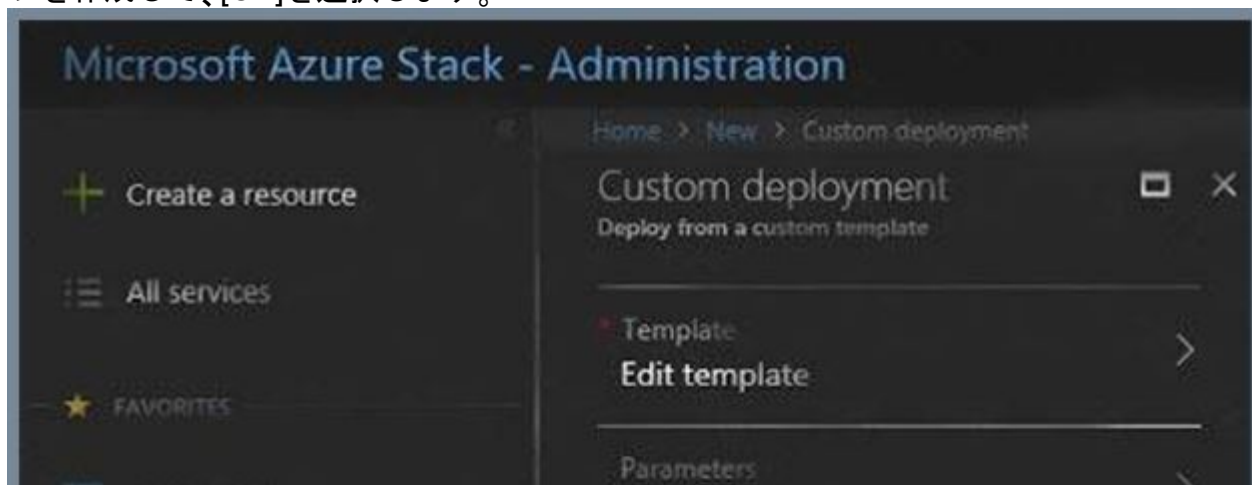 Microsoft Azure Stack - Administration
Home > New > Custom deployment
Create a resource
Custom deployment
Deploy from a custom template
All services
* Template
Edit template
FAVORITES
Parameters